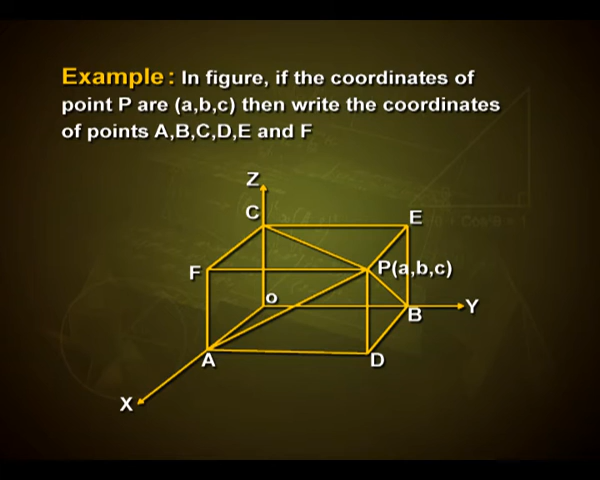 Example: In figure, if the coordinates of
point P are (a,b,c) then write the coordinates
of points A,B,C,D,E and F
Z
C
E
F
P(a,b,c)
o
Y
B
A
D
X